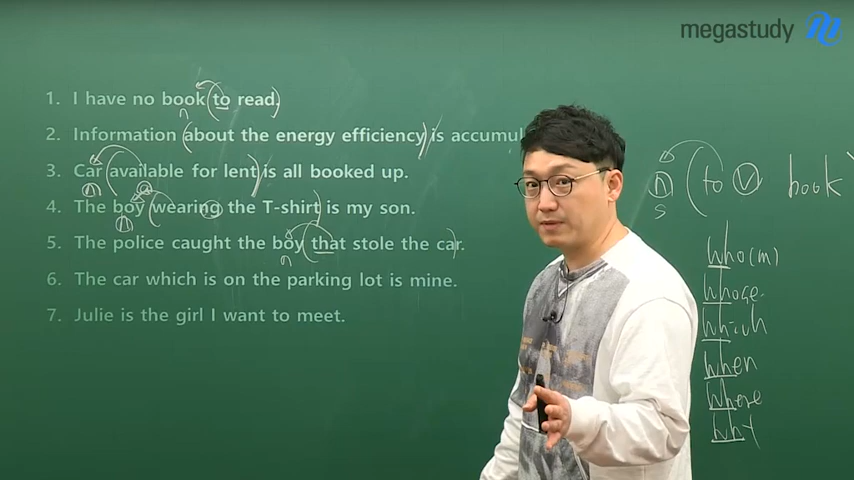 megastudy
1. I have no book to read.
n
2. Information about the energy efficiency is accumul
3. Car available for lent is all booked up.
n a
4. The boy wearing the T-shirt is my son.
n
5. The police caught the boy that stole the car.
n
6. The car which is on the parking lot is mine.
7. Julie is the girl I want to meet.
n (to V book
s
who(m)
whose
which
when
where
why